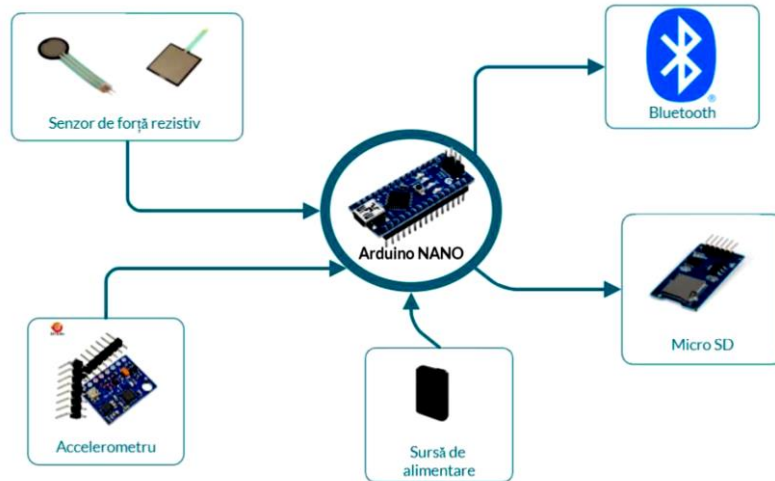 Senzor de forță rezistiv
Bluetooth
Arduino NANO
Micro SD
Accelerometru
Sursă de
alimentare